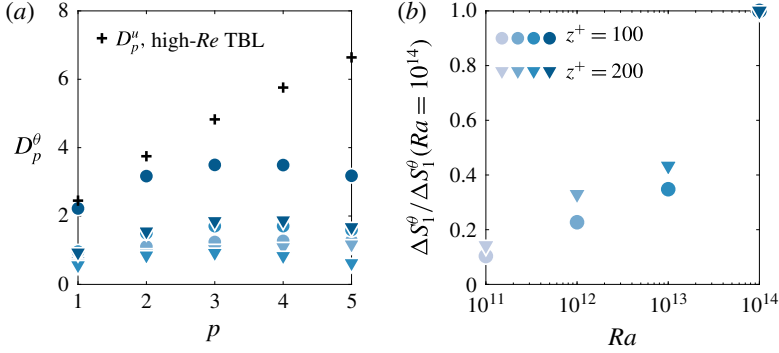 (a)
8
6
4
2
0
D_p^θ
+ D_p^u, high-Re TBL
1 2 3 4 5
p
(b)
1.0
0.8
0.6
0.4
0.2
0
ΔS_1^θ/ΔS_1^θ(Ra = 10^14)
z^+ = 100
z^+ = 200
10^11 10^12 10^13 10^14
Ra